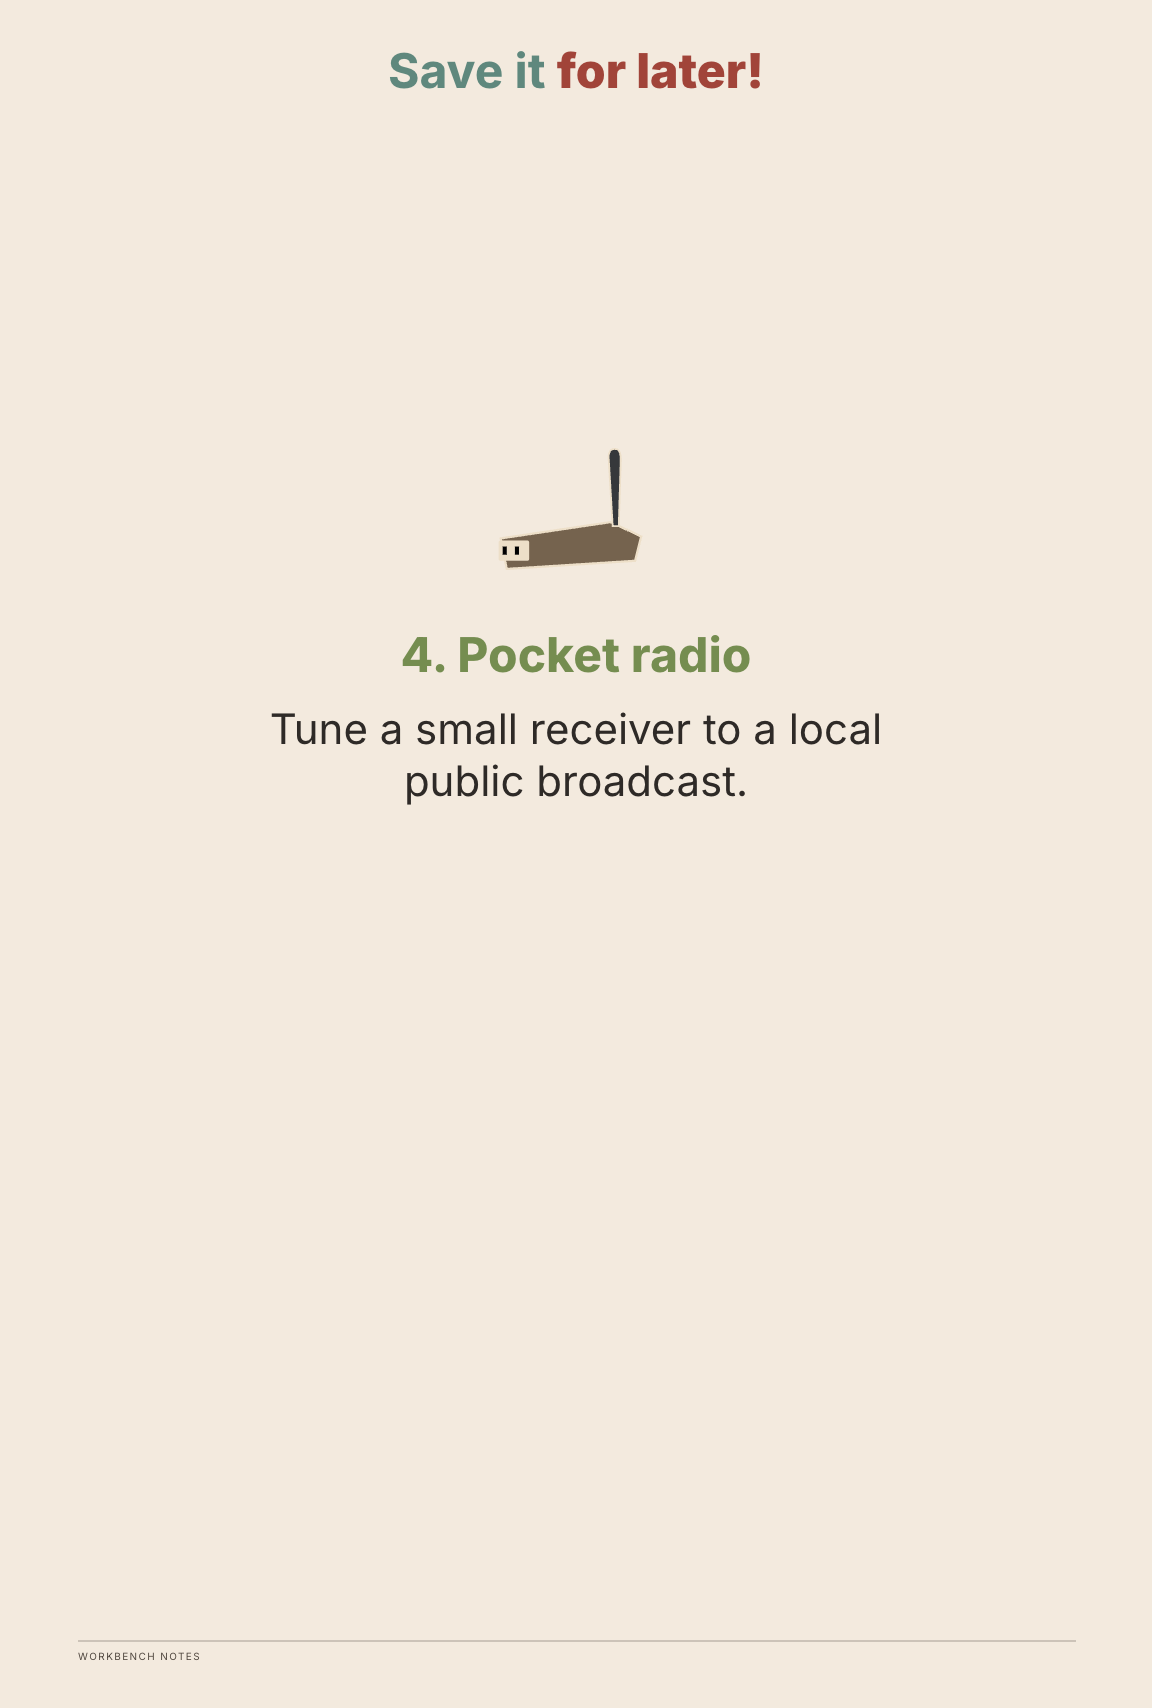 Save it for later!
4. Pocket radio
Tune a small receiver to a local
public broadcast.
WORKBENCH NOTES